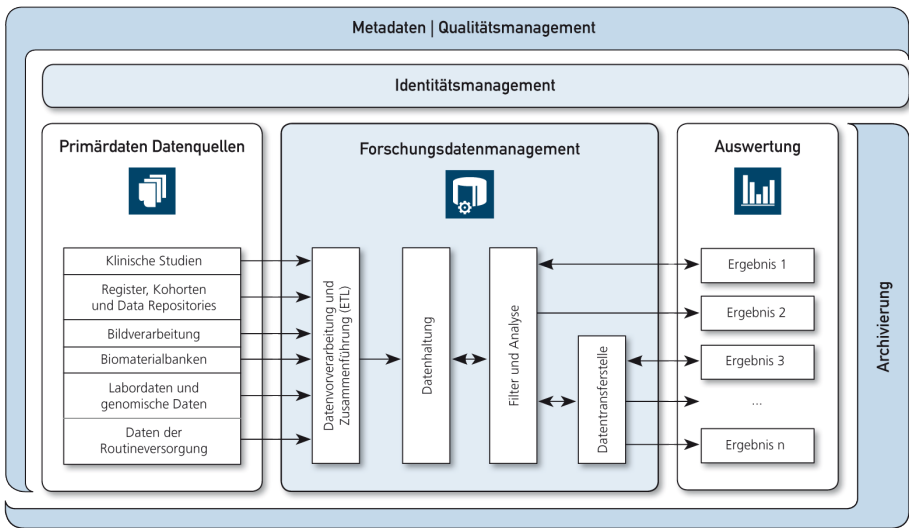 Metadaten | Qualitätsmanagement
Identitätsmanagement
Primärdaten Datenquellen
Klinische Studien
Register, Kohorten
und Data Repositories
Bildverarbeitung
Biomaterialbanken
Labordaten und
genomische Daten
Daten der
Routineversorgung
Forschungsdatenmanagement
Datenvorverarbeitung und
Zusammenführung (ETL)
Datenhaltung
Filter und Analyse
Datentransferstelle
Auswertung
Ergebnis 1
Ergebnis 2
Ergebnis 3
...
Ergebnis n
Archivierung